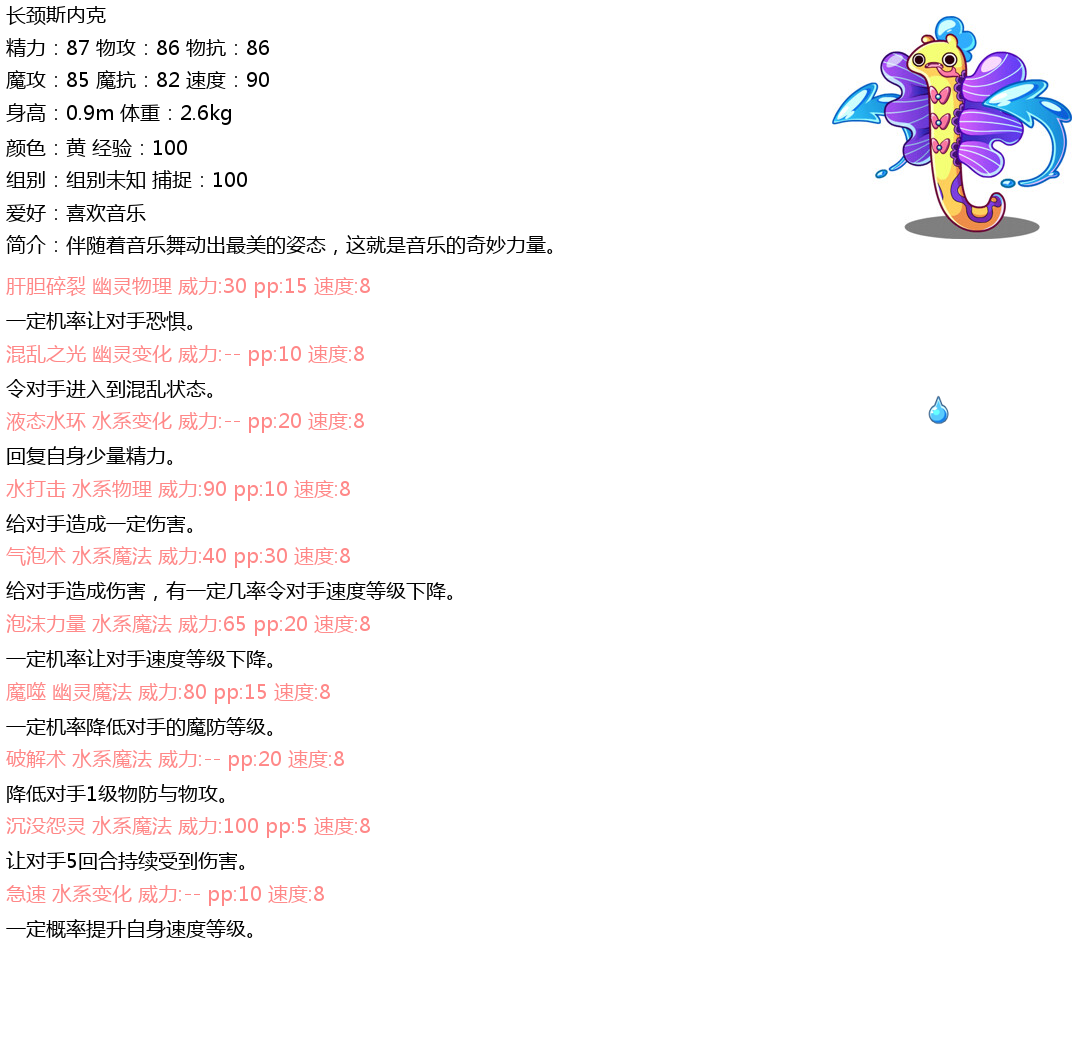 长颈斯内克
精力：87 物攻：86 物抗：86
魔攻：85 魔抗：82 速度：90
身高：0.9m 体重：2.6kg
颜色：黄 经验：100
组别：组别未知 捕捉：100
爱好：喜欢音乐
简介：伴随着音乐舞动出最美的姿态，这就是音乐的奇妙力量。
肝胆碎裂 幽灵物理 威力:30 pp:15 速度:8
一定机率让对手恐惧。
混乱之光 幽灵变化 威力:-- pp:10 速度:8
令对手进入到混乱状态。
液态水环 水系变化 威力:-- pp:20 速度:8
回复自身少量精力。
水打击 水系物理 威力:90 pp:10 速度:8
给对手造成一定伤害。
气泡术 水系魔法 威力:40 pp:30 速度:8
给对手造成伤害，有一定几率令对手速度等级下降。
泡沫力量 水系魔法 威力:65 pp:20 速度:8
一定机率让对手速度等级下降。
魔噬 幽灵魔法 威力:80 pp:15 速度:8
一定机率降低对手的魔防等级。
破解术 水系魔法 威力:-- pp:20 速度:8
降低对手1级物防与物攻。
沉没怨灵 水系魔法 威力:100 pp:5 速度:8
让对手5回合持续受到伤害。
急速 水系变化 威力:-- pp:10 速度:8
一定概率提升自身速度等级。